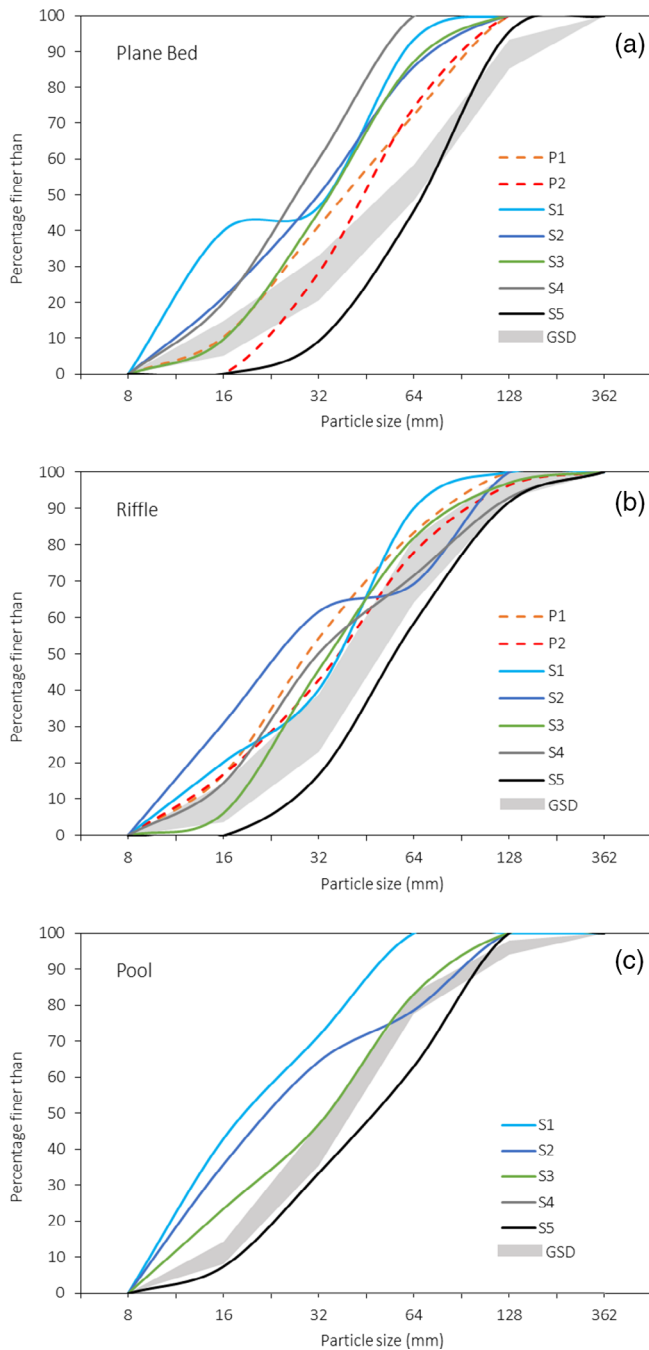 100
90
80
70
60
50
40
30
20
10
0
Percentage finer than
Plane Bed
(a)
P1
P2
S1
S2
S3
S4
S5
GSD
8 16 32 64 128 362
Particle size (mm)
100
90
80
70
60
50
40
30
20
10
0
Percentage finer than
Riffle
(b)
P1
P2
S1
S2
S3
S4
S5
GSD
8 16 32 64 128 362
Particle size (mm)
100
90
80
70
60
50
40
30
20
10
0
Percentage finer than
Pool
(c)
S1
S2
S3
S4
S5
GSD
8 16 32 64 128 362
Particle size (mm)